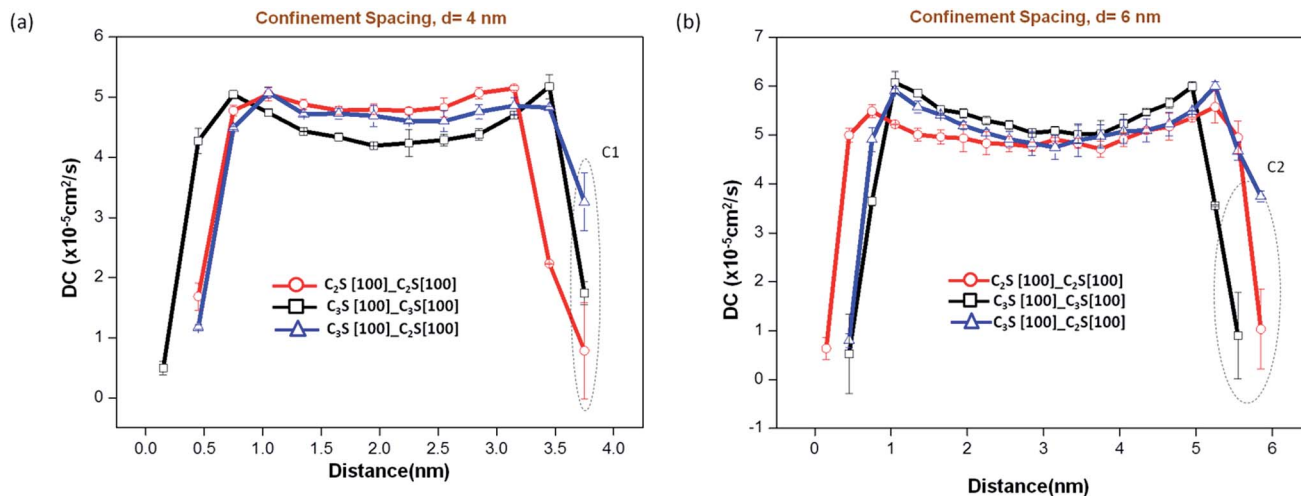 (a)
Confinement Spacing, d= 4 nm
6
5
4
3
2
1
0
DC (x10⁻⁵cm²/s)
C1
C₂S [100]_C₂S[100]
C₃S [100]_C₃S[100]
C₃S [100]_C₂S[100]
0.0 0.5 1.0 1.5 2.0 2.5 3.0 3.5 4.0
Distance(nm)
(b)
Confinement Spacing, d= 6 nm
7
6
5
4
3
2
1
0
-1
DC (x10⁻⁵cm²/s)
C2
C₂S [100]_C₂S[100]
C₃S [100]_C₃S[100]
C₃S [100]_C₂S[100]
0 1 2 3 4 5 6
Distance(nm)